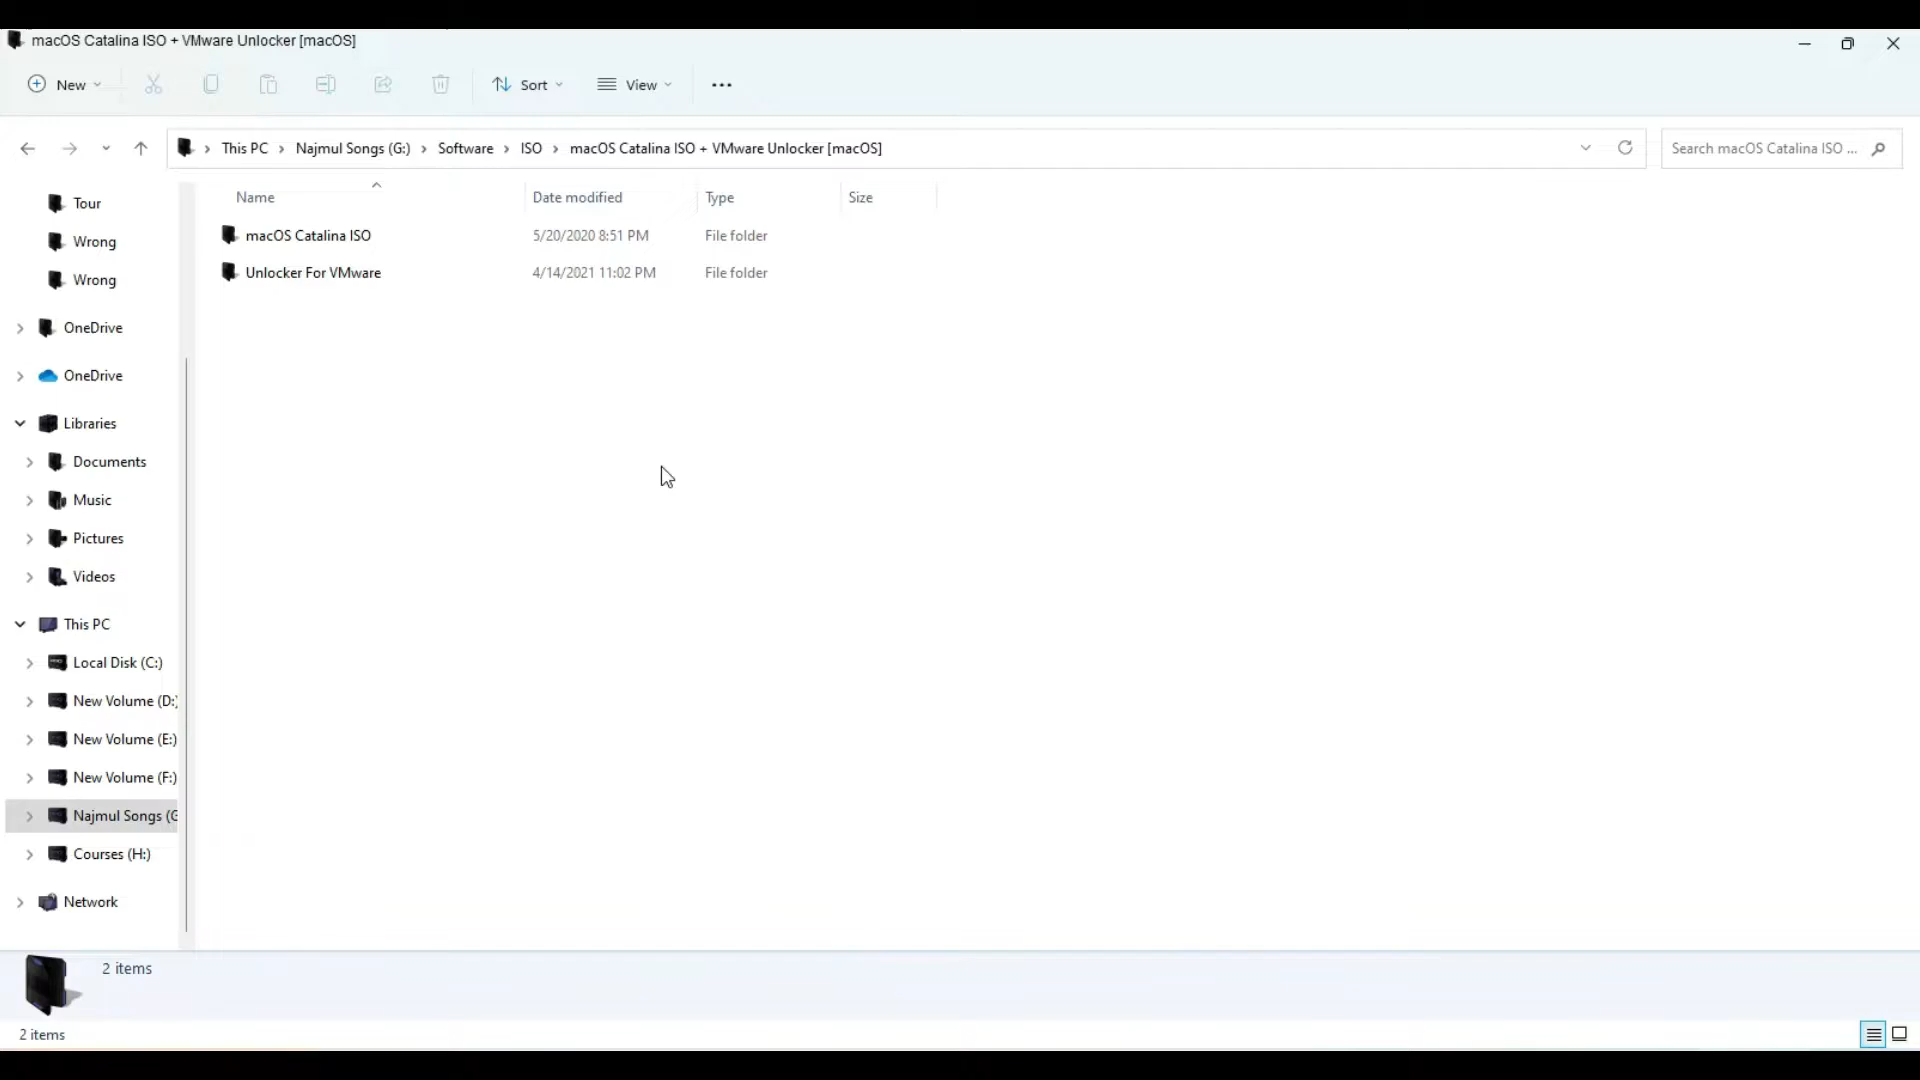 macOS Catalina ISO + VMware Unlocker [macOS]
New Sort View
This PC Najmul Songs (G:) Software ISO macOS Catalina ISO + VMware Unlocker [macOS] Search macOS Catalina ISO ...
Name Date modified Type Size
macOS Catalina ISO 5/20/2020 8:51 PM File folder
Unlocker For VMware 4/14/2021 11:02 PM File folder
Tour
Wrong
Wrong
OneDrive
OneDrive
Libraries
Documents
Music
Pictures
Videos
This PC
Local Disk (C:)
New Volume (D:)
New Volume (E:)
New Volume (F:)
Najmul Songs (G
Courses (H:)
Network
2 items
2 items